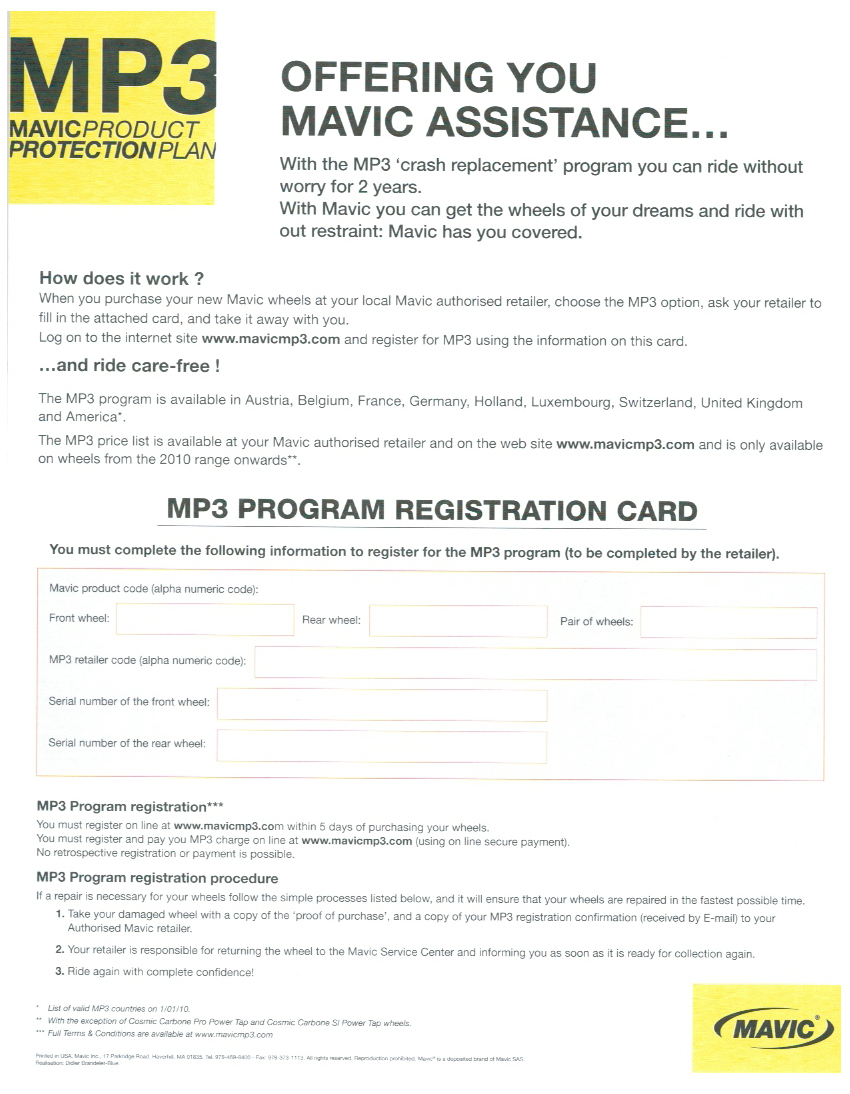 MP3
MAVICPRODUCT
PROTECTIONPLAN
OFFERING YOU
MAVIC ASSISTANCE...
With the MP3 ‘crash replacement’ program you can ride without
worry for 2 years.
With Mavic you can get the wheels of your dreams and ride with
out restraint: Mavic has you covered.
How does it work ?
When you purchase your new Mavic wheels at your local Mavic authorised retailer, choose the MP3 option, ask your retailer to
fill in the attached card, and take it away with you.
Log on to the internet site www.mavicmp3.com and register for MP3 using the information on this card.
...and ride care-free !
The MP3 program is available in Austria, Belgium, France, Germany, Holland, Luxembourg, Switzerland, United Kingdom
and America*.
The MP3 price list is available at your Mavic authorised retailer and on the web site www.mavicmp3.com and is only available
on wheels from the 2010 range onwards**.
MP3 PROGRAM REGISTRATION CARD
You must complete the following information to register for the MP3 program (to be completed by the retailer).
Mavic product code (alpha numeric code):
Front wheel: Rear wheel: Pair of wheels:
MP3 retailer code (alpha numeric code):
Serial number of the front wheel:
Serial number of the rear wheel:
MP3 Program registration***
You must register on line at www.mavicmp3.com within 5 days of purchasing your wheels.
You must register and pay you MP3 charge on line at www.mavicmp3.com (using on line secure payment).
No retrospective registration or payment is possible.
MP3 Program registration procedure
If a repair is necessary for your wheels follow the simple processes listed below, and it will ensure that your wheels are repaired in the fastest possible time.
1. Take your damaged wheel with a copy of the ‘proof of purchase’, and a copy of your MP3 registration confirmation (received by E-mail) to your
Authorised Mavic retailer.
2. Your retailer is responsible for returning the wheel to the Mavic Service Center and informing you as soon as it is ready for collection again.
3. Ride again with complete confidence!
* List of valid MP3 countries on 1/01/10.
** With the exception of Cosmic Carbone Pro Power Tap and Cosmic Carbone Sl Power Tap wheels.
*** Full Terms & Conditions are available at www.mavicmp3.com
MAVIC®
Printed in USA, Mavic Inc., 17 Parkridge Road, Haverhil, MA 01835. Tel. 978-469-8400 - Fax: 978-373-1113. All rights reserved. Reproduction prohibited. Mavic® is a deposited brand of Mavic SAS.
Realisation: Didier